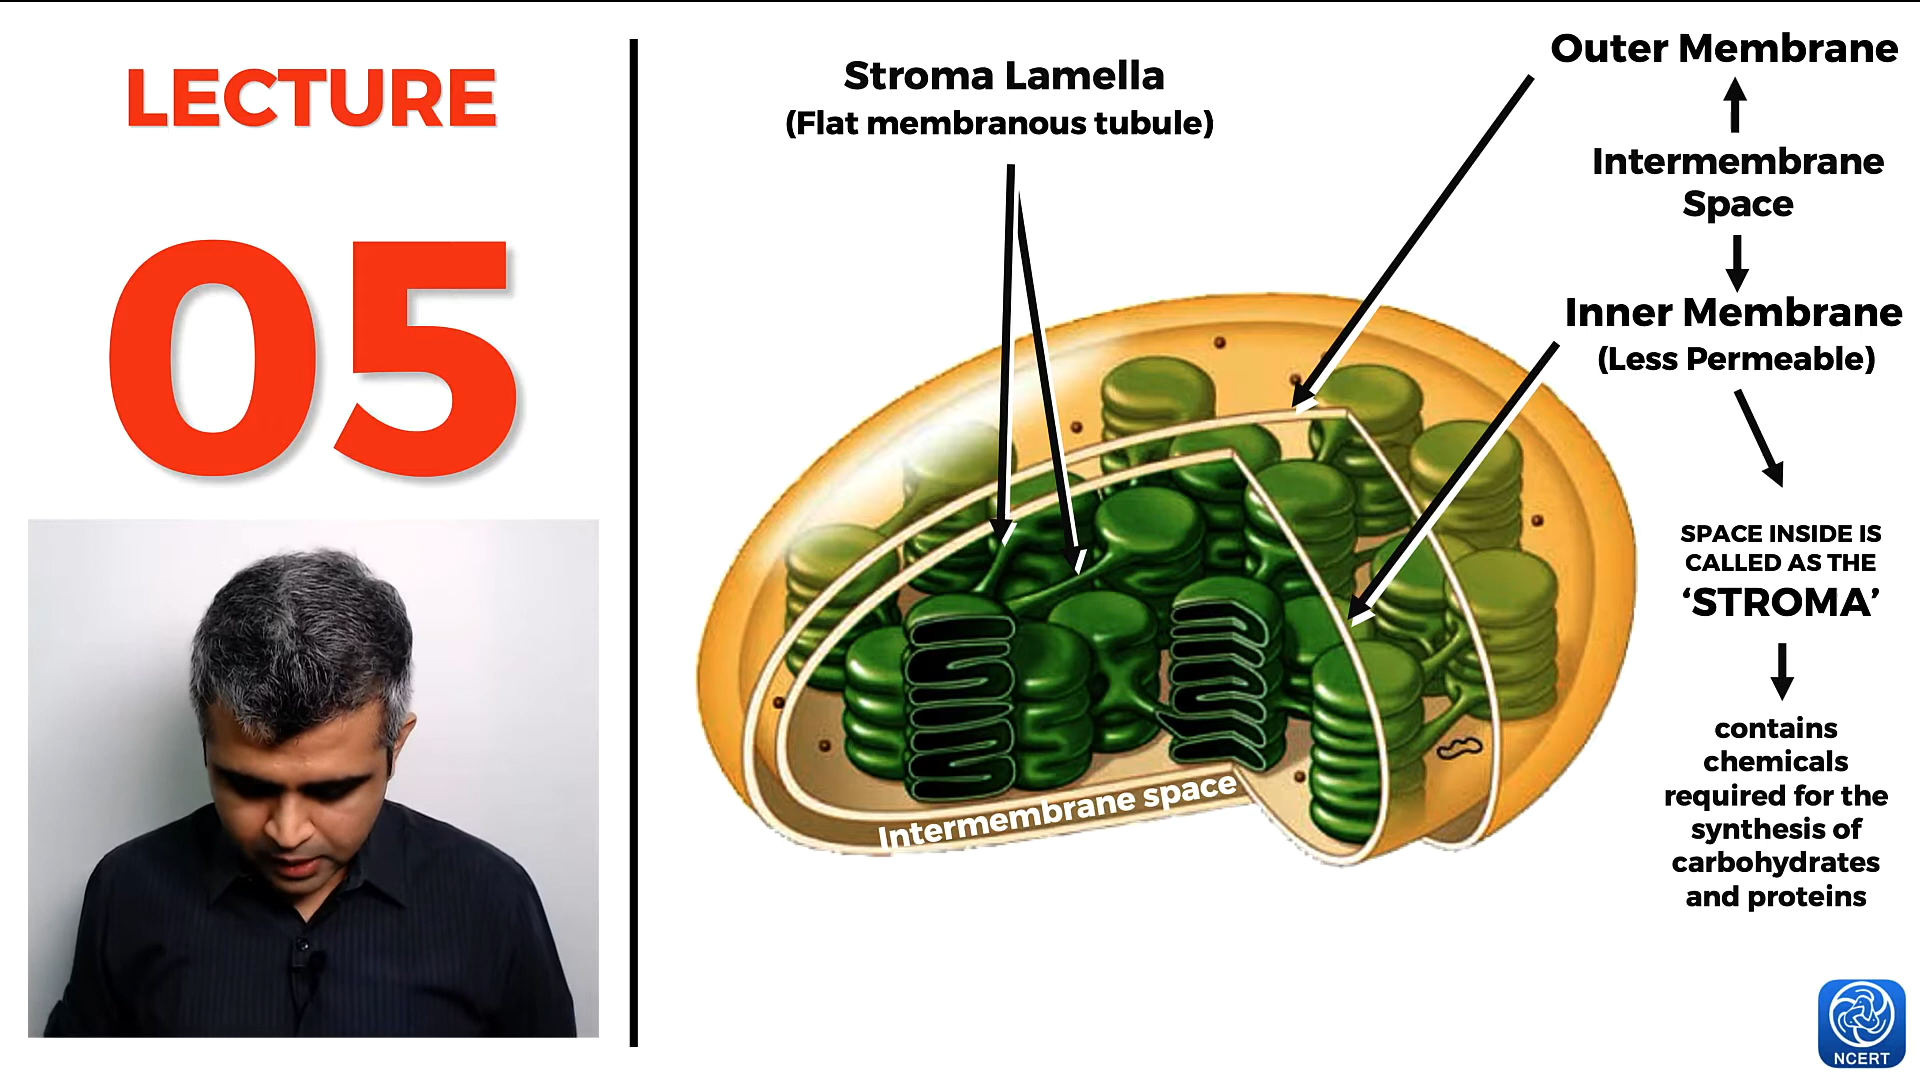 LECTURE
05
Stroma Lamella
(Flat membranous tubule)
Outer Membrane
Intermembrane
Space
Inner Membrane
(Less Permeable)
SPACE INSIDE IS
CALLED AS THE
‘STROMA’
contains
chemicals
required for the
synthesis of
carbohydrates
and proteins
Intermembrane space
NCERT